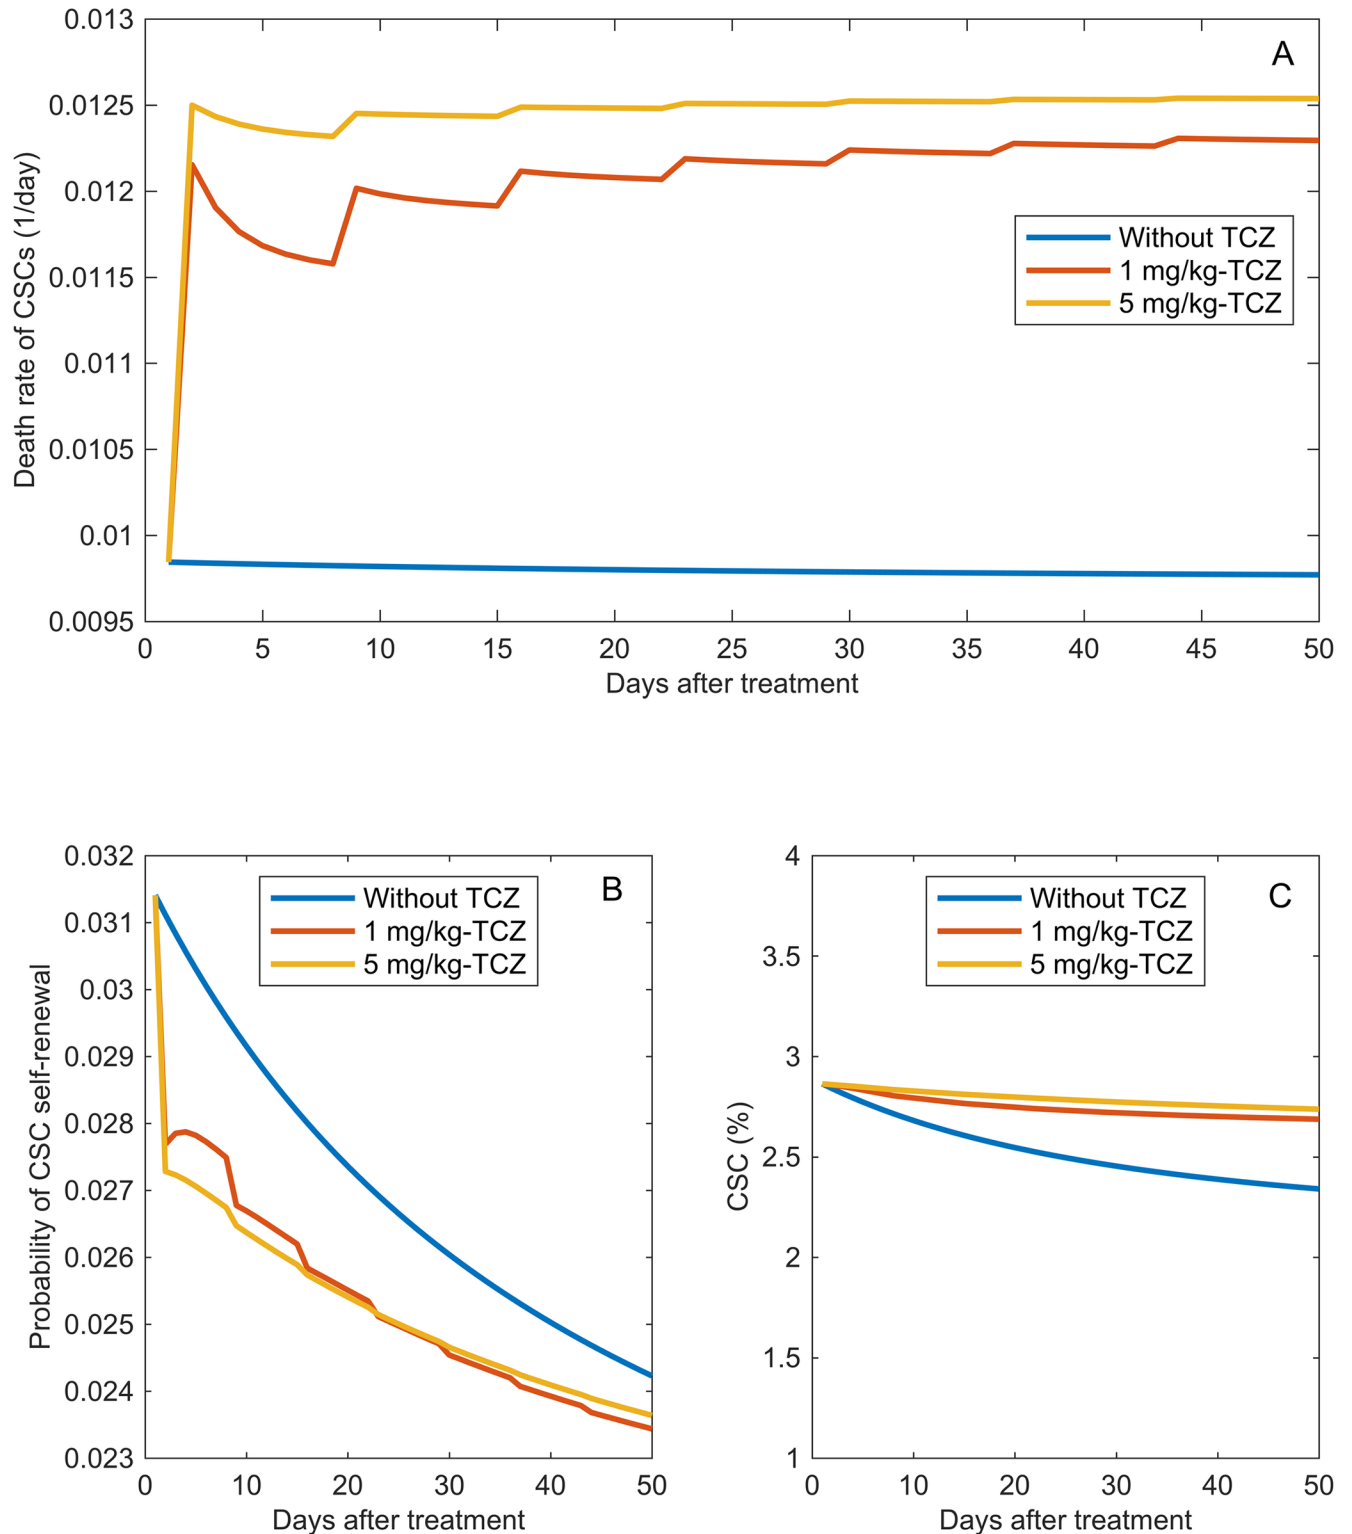 A
0.013
0.0125
0.012
0.0115
0.011
0.0105
0.01
0.0095
Death rate of CSCs (1/day)
Without TCZ
1 mg/kg-TCZ
5 mg/kg-TCZ
0 5 10 15 20 25 30 35 40 45 50
Days after treatment
B
0.032
0.031
0.03
0.029
0.028
0.027
0.026
0.025
0.024
0.023
Probability of CSC self-renewal
Without TCZ
1 mg/kg-TCZ
5 mg/kg-TCZ
0 10 20 30 40 50
Days after treatment
C
4
3.5
3
2.5
2
1.5
1
CSC (%)
Without TCZ
1 mg/kg-TCZ
5 mg/kg-TCZ
0 10 20 30 40 50
Days after treatment